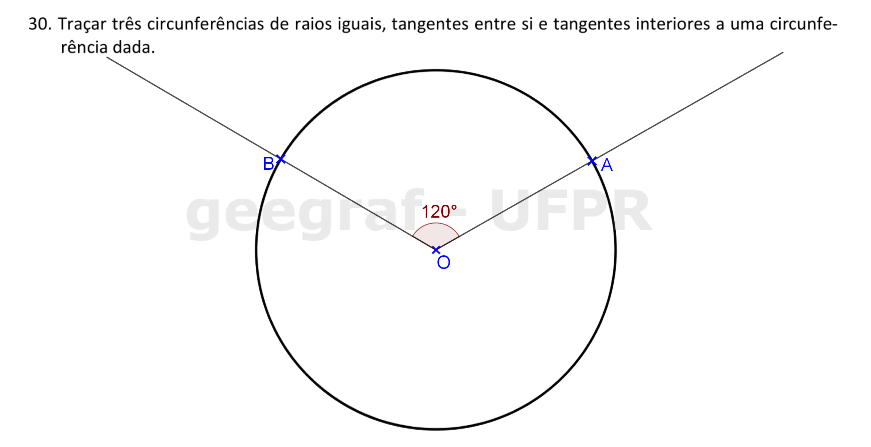 30. Traçar três circunferências de raios iguais, tangentes entre si e tangentes interiores a uma circunfe-
rência dada.
B
A
geegraf - UFPR
120°
O